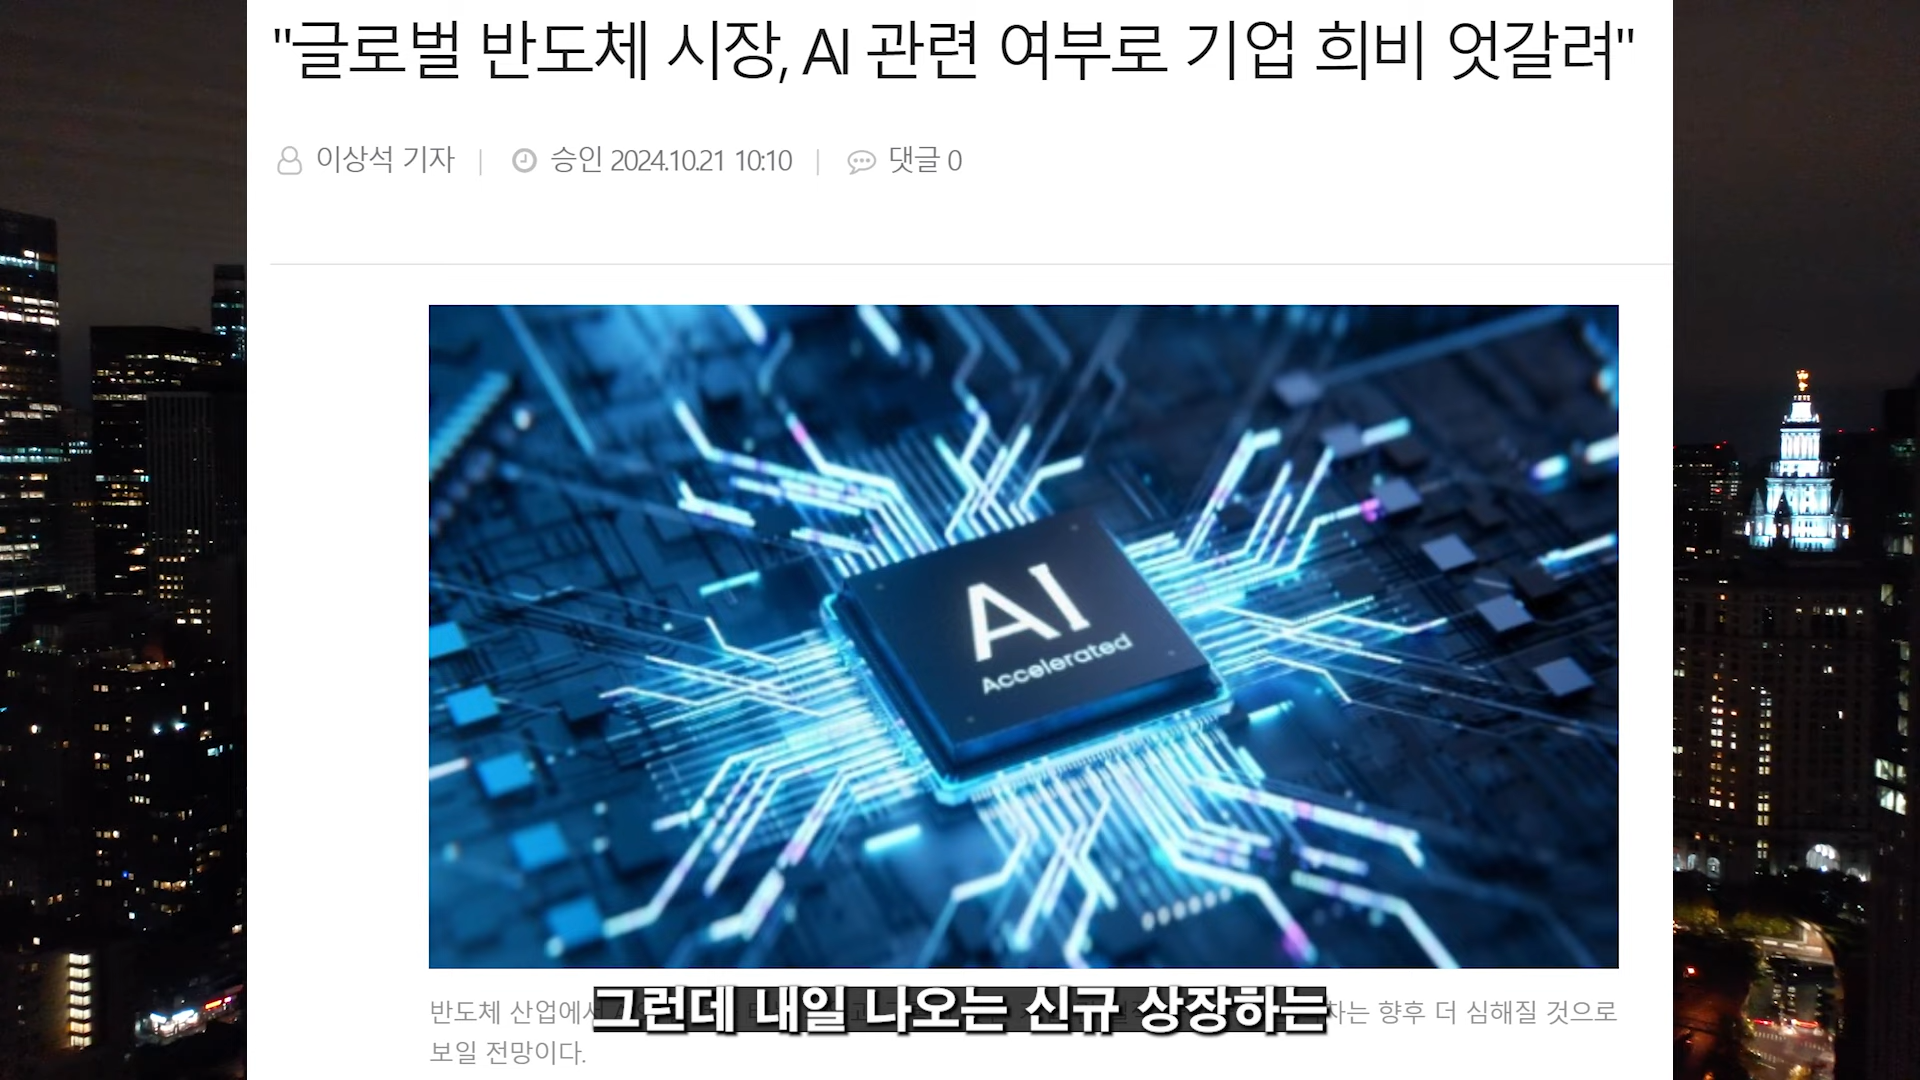 "글로벌 반도체 시장, AI 관련 여부로 기업 희비 엇갈려"
이상석 기자 | 승인 2024.10.21 10:10 | 댓글 0
AI
Accelerated
반도체 산업에서
차는 향후 더 심해질 것으로
그런데 내일 나오는 신규 상장하는
보일 전망이다.